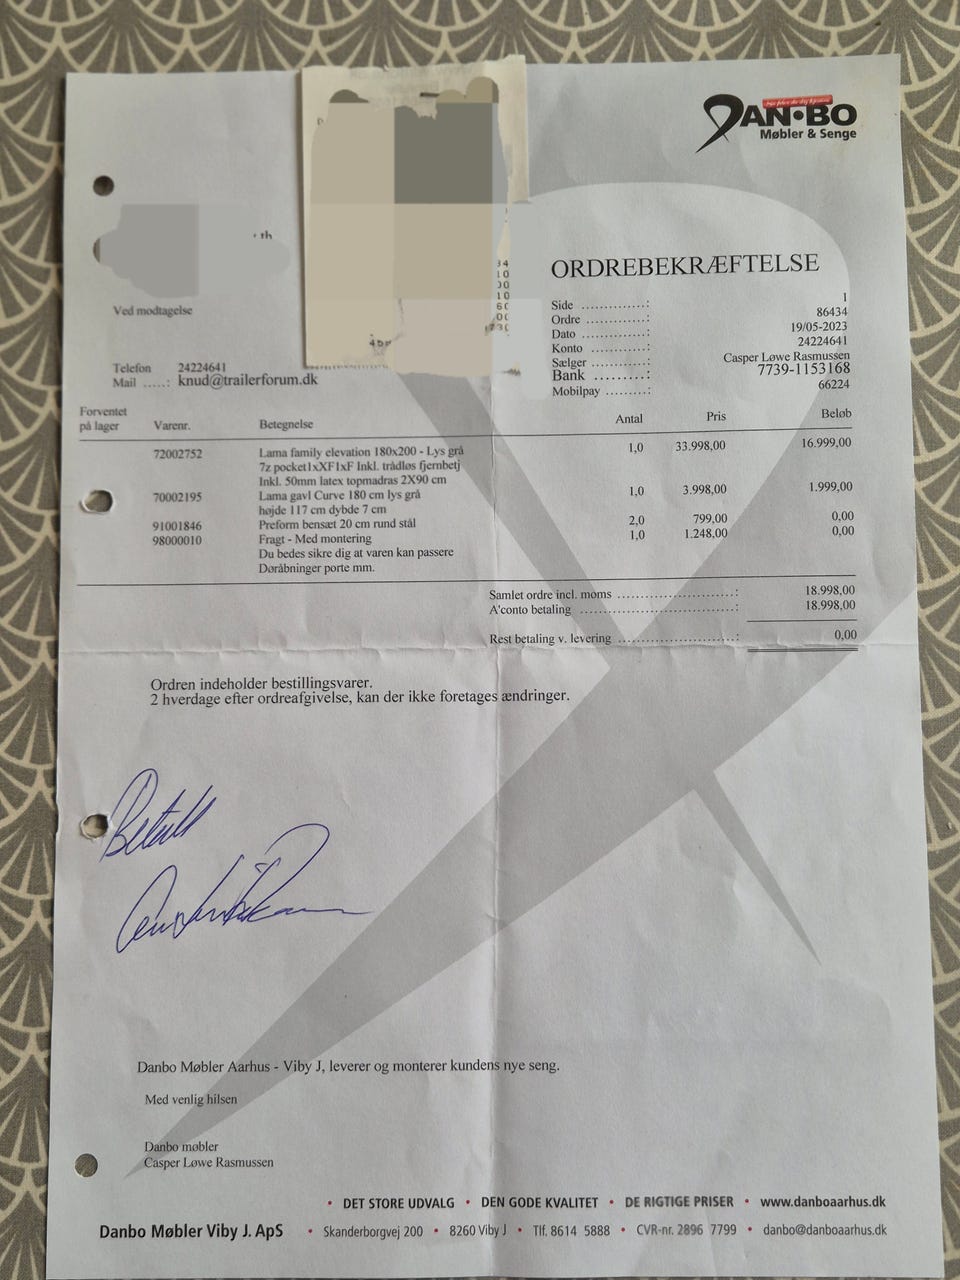 DAN•BO
Møbler & Senge
th
Ved modtagelse
Telefon 24224641
Mail .....: knud@trailerforum.dk
ORDREBEKRÆFTELSE
Side .............: 1
Ordre .............: 86434
Dato .............: 19/05-2023
Konto ...........: 24224641
Sælger ...........: Casper Løwe Rasmussen
Bank .........: 7739-1153168
Mobilpay .........: 66224
Forventet
på lager Varenr. Betegnelse Antal Pris Beløb
72002752 Lama family elevation 180x200 - Lys grå 1,0 33.998,00 16.999,00
7z pocket1xXF1xF Inkl. trådløs fjernbetj
Inkl. 50mm latex topmadras 2X90 cm
70002195 Lama gavl Curve 180 cm lys grå 1,0 3.998,00 1.999,00
højde 117 cm dybde 7 cm
91001846 Preform bensæt 20 cm rund stål 2,0 799,00 0,00
98000010 Fragt - Med montering 1,0 1.248,00 0,00
Du bedes sikre dig at varen kan passere
Døråbninger porte mm.
Samlet ordre incl. moms .........................: 18.998,00
A'conto betaling .................................: 18.998,00
Rest betaling v. levering .........................: 0,00
Ordren indeholder bestillingsvarer.
2 hverdage efter ordreafgivelse, kan der ikke foretages ændringer.
Betalt
Danbo Møbler Aarhus - Viby J, leverer og monterer kundens nye seng.
Med venlig hilsen
Danbo møbler
Casper Løwe Rasmussen
• DET STORE UDVALG • DEN GODE KVALITET • DE RIGTIGE PRISER • www.danboaarhus.dk
Danbo Møbler Viby J. ApS • Skanderborgvej 200 • 8260 Viby J • Tlf. 8614 5888 • CVR-nr. 2896 7799 • danbo@danboaarhus.dk